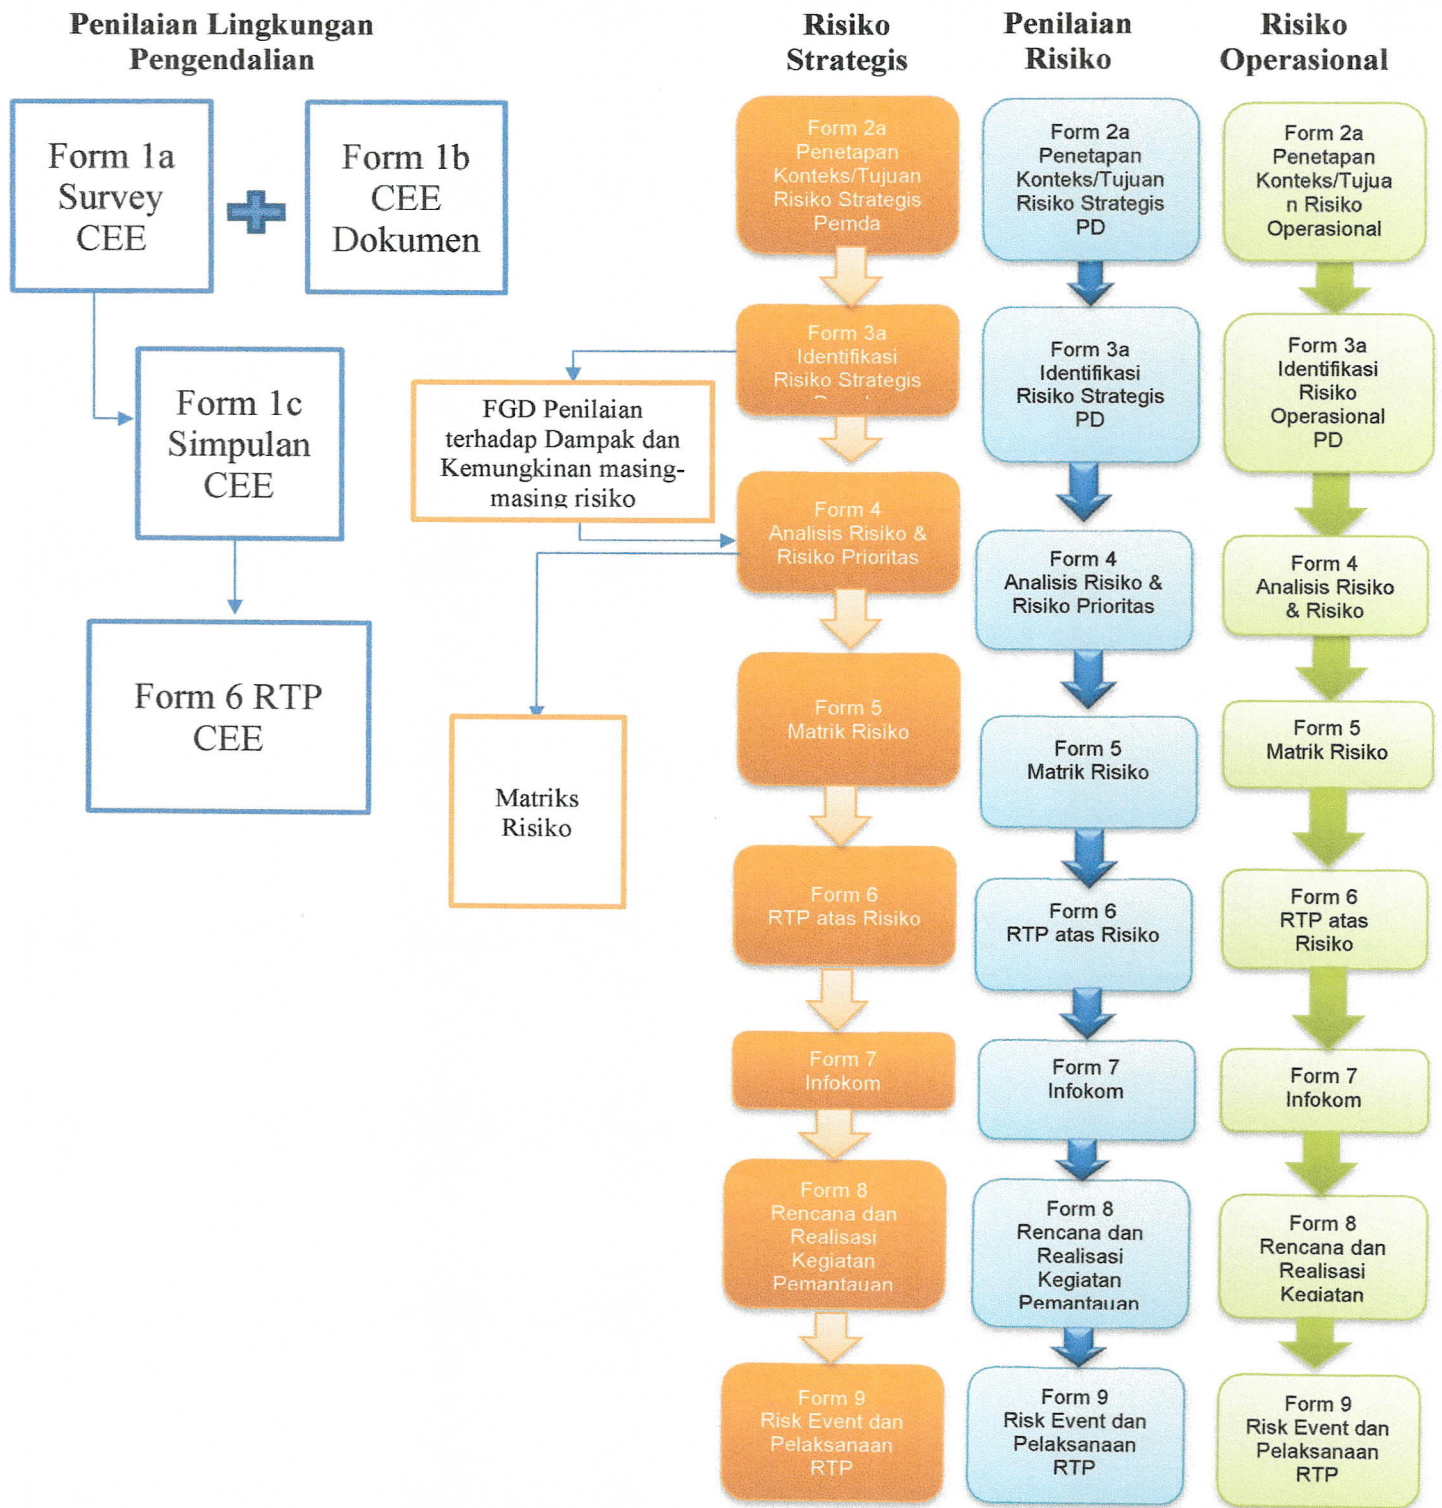 Penilaian Lingkungan
Pengendalian
Form 1a
Survey
CEE
Form 1b
CEE
Dokumen
Form 1c
Simpulan
CEE
Form 6 RTP
CEE
FGD Penilaian
terhadap Dampak dan
Kemungkinan masing-
masing risiko
Matriks
Risiko
Risiko
Strategis
Form 2a
Penetapan
Konteks/Tujuan
Risiko Strategis
Pemda
Form 3a
Identifikasi
Risiko Strategis
Form 4
Analisis Risiko &
Risiko Prioritas
Form 5
Matrik Risiko
Form 6
RTP atas Risiko
Form 7
Infokom
Form 8
Rencana dan
Realisasi
Kegiatan
Pemantauan
Form 9
Risk Event dan
Pelaksanaan
RTP
Penilaian
Risiko
Form 2a
Penetapan
Konteks/Tujuan
Risiko Strategis
PD
Form 3a
Identifikasi
Risiko Strategis
PD
Form 4
Analisis Risiko &
Risiko Prioritas
Form 5
Matrik Risiko
Form 6
RTP atas Risiko
Form 7
Infokom
Form 8
Rencana dan
Realisasi
Kegiatan
Pemantauan
Form 9
Risk Event dan
Pelaksanaan
RTP
Risiko
Operasional
Form 2a
Penetapan
Konteks/Tujua
n Risiko
Operasional
Form 3a
Identifikasi
Risiko
Operasional
PD
Form 4
Analisis Risiko
& Risiko
Form 5
Matrik Risiko
Form 6
RTP atas
Risiko
Form 7
Infokom
Form 8
Rencana dan
Realisasi
Kegiatan
Form 9
Risk Event dan
Pelaksanaan
RTP